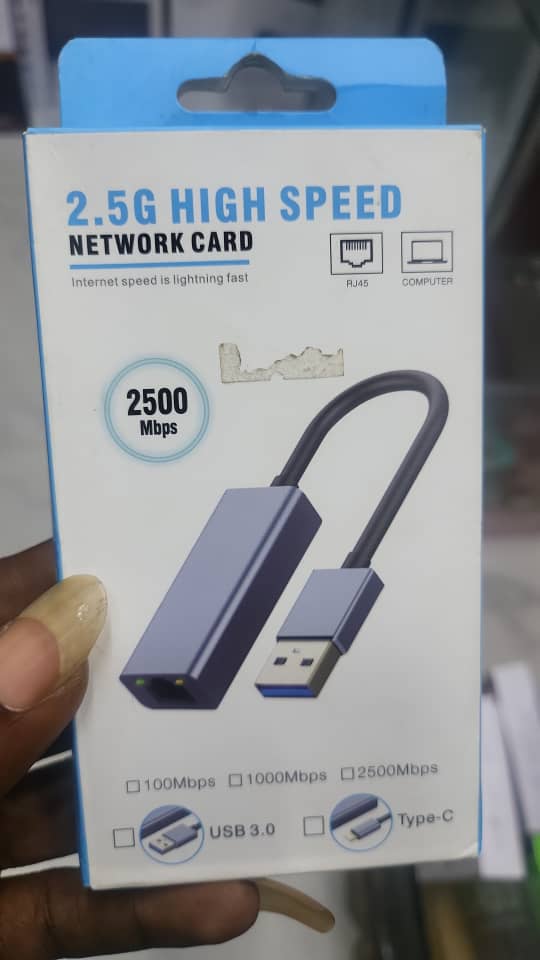 2.5G HIGH SPEED
NETWORK CARD
Internet speed is lightning fast
RJ45
COMPUTER
2500
Mbps
100Mbps 1000Mbps 2500Mbps
USB 3.0 Type-C